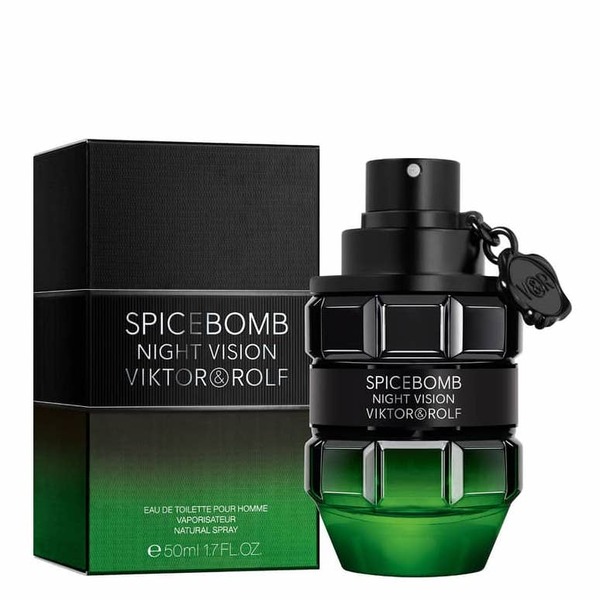 SPICEBOMB
NIGHT VISION
VIKTOR&ROLF
EAU DE TOILETTE POUR HOMME
VAPORISATEUR
NATURAL SPRAY
e50ml 1.7FL.OZ.
SPICEBOMB
NIGHT VISION
VIKTOR&ROLF
V&R